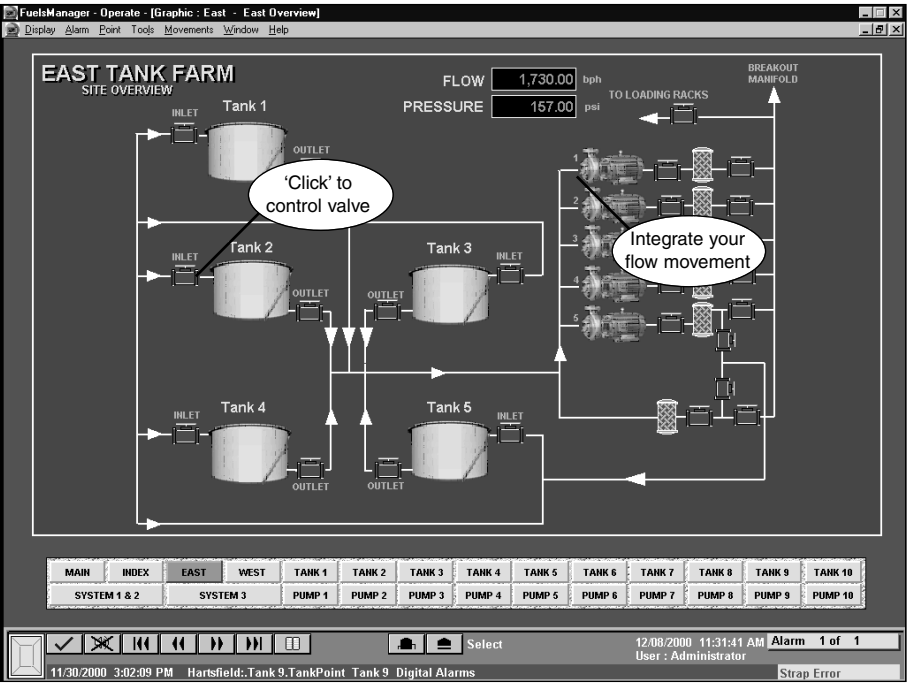 FuelsManager - Operate - [Graphic : East - East Overview]
Display Alarm Point Tools Movements Window Help
EAST TANK FARM
SITE OVERVIEW
FLOW 1,730.00 bph
PRESSURE 157.00 psi
BREAKOUT
MANIFOLD
TO LOADING RACKS
INLET
Tank 1
OUTLET
'Click' to
control valve
1
2
3
4
5
Integrate your
flow movement
INLET
Tank 2
OUTLET
Tank 3
INLET
OUTLET
INLET
Tank 4
OUTLET
Tank 5
INLET
OUTLET
MAIN INDEX EAST WEST TANK 1 TANK 2 TANK 3 TANK 4 TANK 5 TANK 6 TANK 7 TANK 8 TANK 9 TANK 10
SYSTEM 1 & 2 SYSTEM 3 PUMP 1 PUMP 2 PUMP 3 PUMP 4 PUMP 5 PUMP 6 PUMP 7 PUMP 8 PUMP 9 PUMP 10
Select
12/08/2000 11:31:41 AM
User : Administrator
Alarm 1 of 1
11/30/2000 3:02:09 PM Hartsfield:.Tank 9.TankPoint Tank 9 Digital Alarms
Strap Error